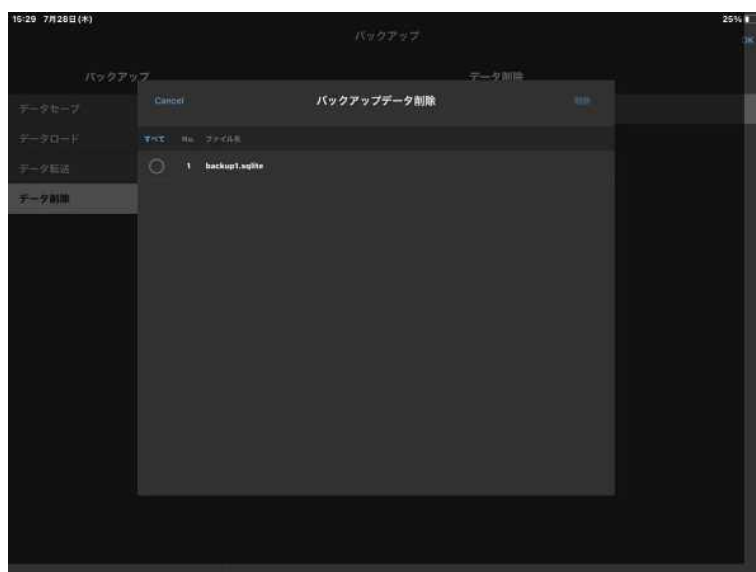 15:29 7月28日(木)
25%
バックアップ
OK
バックアップ
データ削除
データセーブ
データロード
データ転送
データ削除
Cancel
バックアップデータ削除
削除
すべて No. ファイル名
1 backup1.sqlite